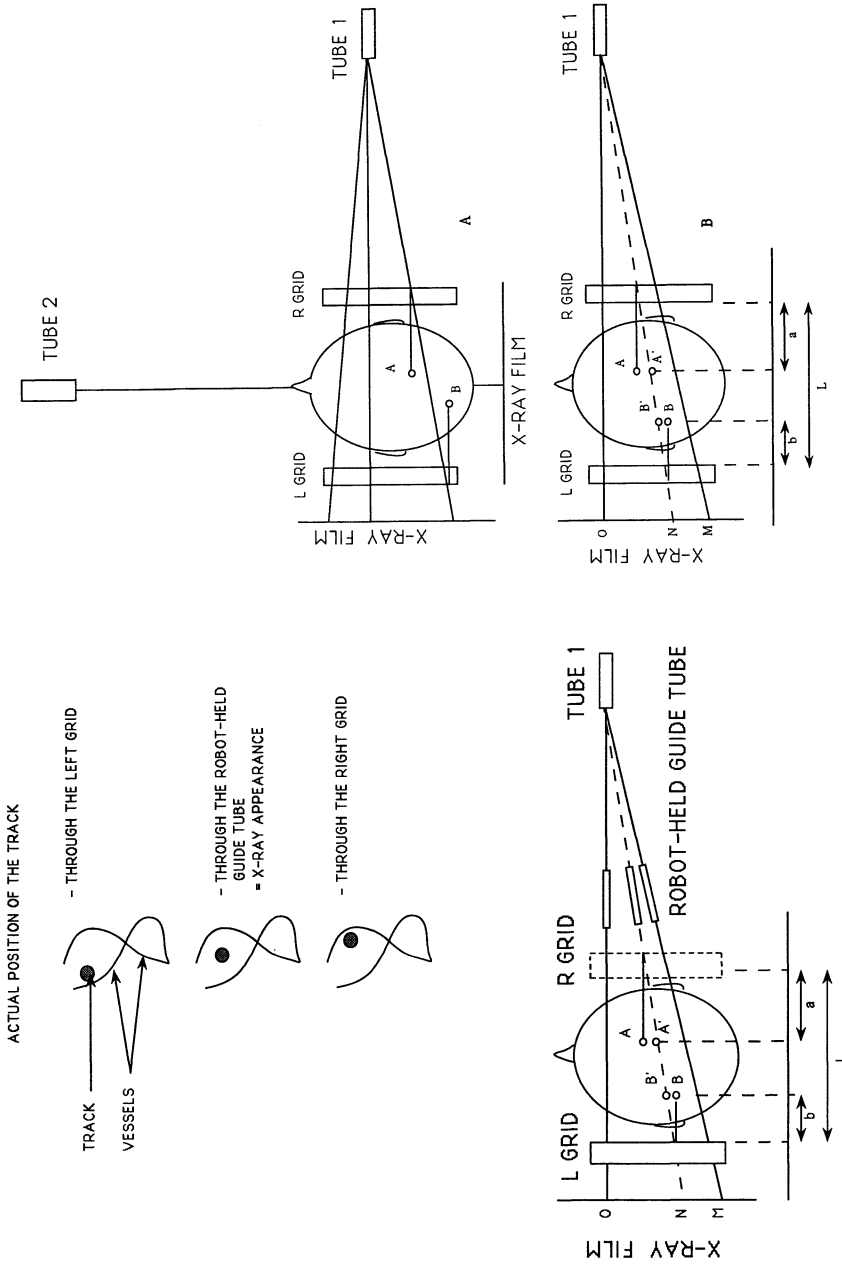 TUBE 2
TUBE 1
L GRID
R GRID
A
B
X-RAY FILM
X-RAY FILM
A
TUBE 1
L GRID
R GRID
A
A'
B'
B
O
N
M
X-RAY FILM
B
a
b
L
ACTUAL POSITION OF THE TRACK
- THROUGH THE LEFT GRID
TRACK
VESSELS
- THROUGH THE ROBOT-HELD
GUIDE TUBE
= X-RAY APPEARANCE
- THROUGH THE RIGHT GRID
TUBE 1
ROBOT-HELD GUIDE TUBE
L GRID
R GRID
A
A'
B'
B
O
N
M
X-RAY FILM
a
b